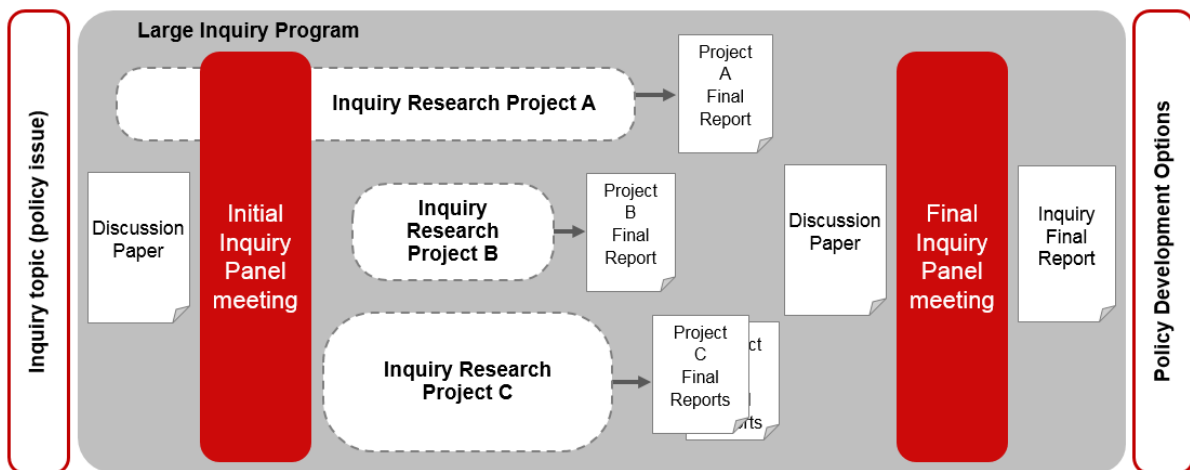 Inquiry topic (policy issue)
Large Inquiry Program
Inquiry Research Project A
Project
A
Final
Report
Discussion
Paper
Initial
Inquiry
Panel
meeting
Inquiry
Research
Project B
Project
B
Final
Report
Inquiry Research
Project C
Project
C
Final
Reports
ct
rts
Discussion
Paper
Final
Inquiry
Panel
meeting
Inquiry
Final
Report
Policy Development Options